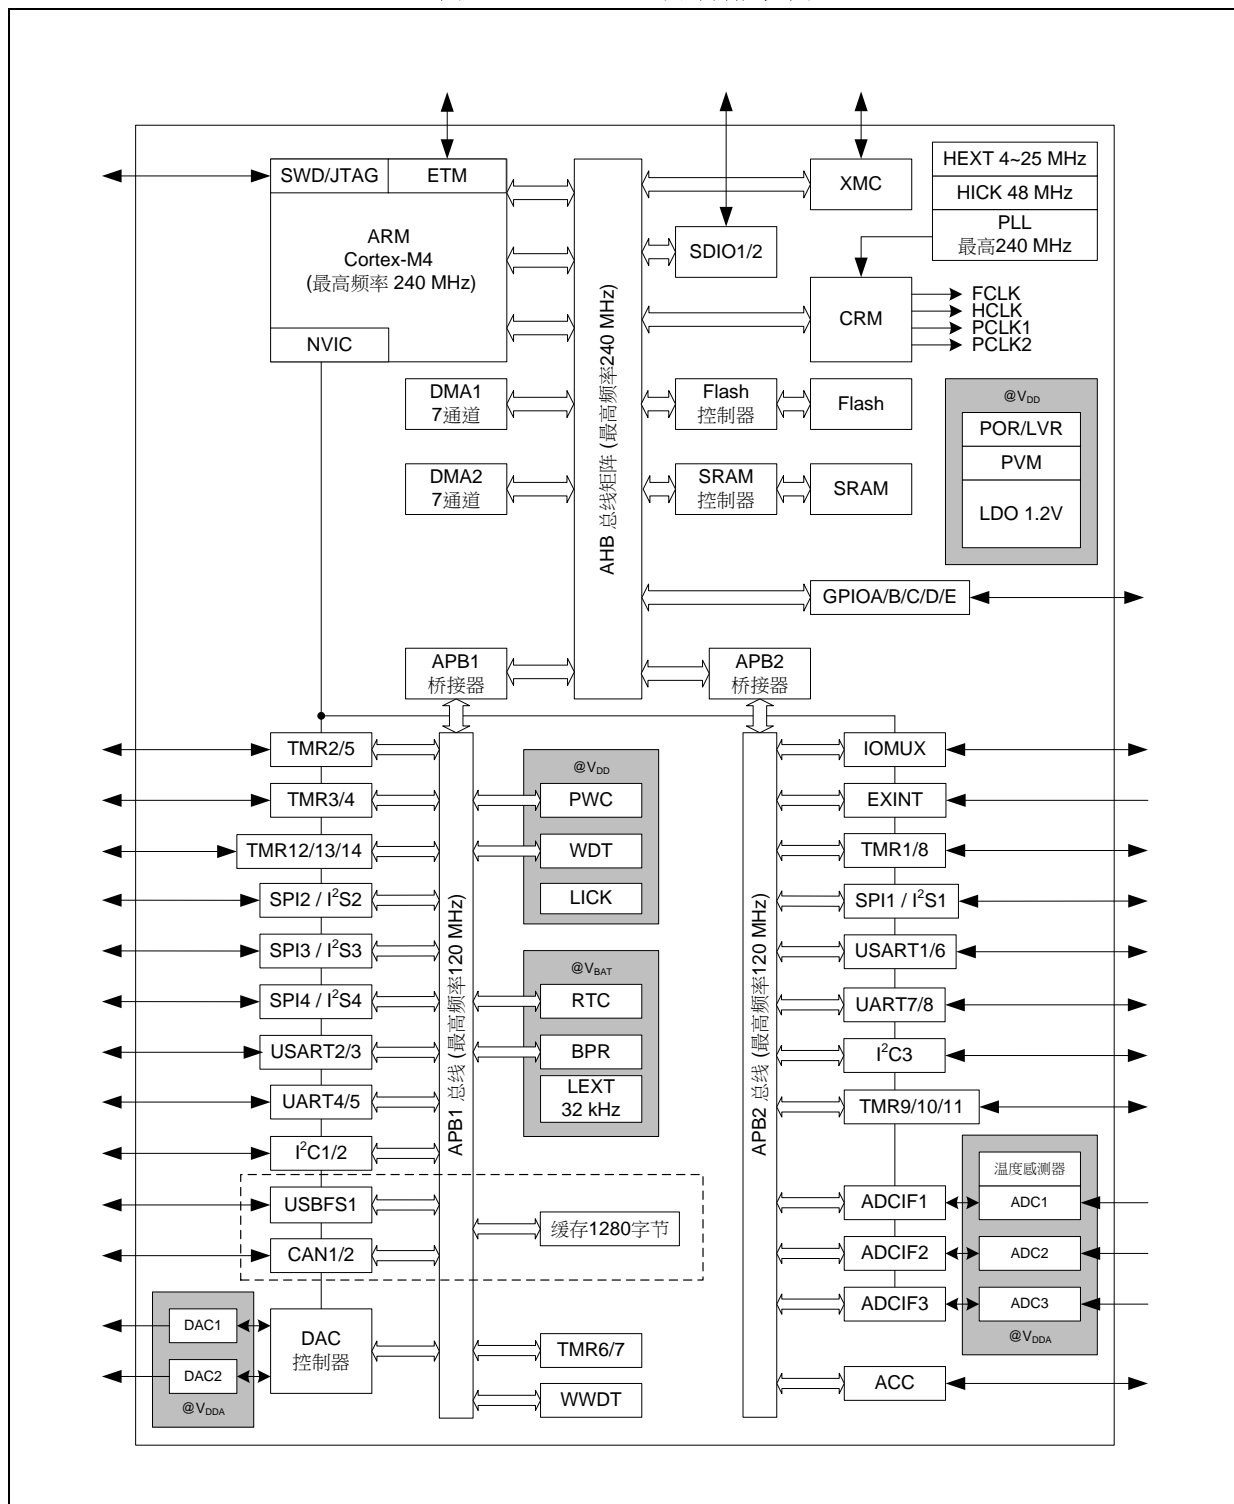 SWD/JTAG
ETM
ARM
Cortex-M4
(最高频率 240 MHz)
NVIC
AHB 总线矩阵 (最高频率240 MHz)
XMC
SDIO1/2
HEXT 4~25 MHz
HICK 48 MHz
PLL
最高240 MHz
CRM
FCLK
HCLK
PCLK1
PCLK2
DMA1
7通道
Flash
控制器
Flash
DMA2
7通道
SRAM
控制器
SRAM
@VDD
POR/LVR
PVM
LDO 1.2V
GPIOA/B/C/D/E
APB1
桥接器
APB2
桥接器
TMR2/5
TMR3/4
TMR12/13/14
SPI2 / I²S2
SPI3 / I²S3
SPI4 / I²S4
USART2/3
UART4/5
I²C1/2
USBFS1
CAN1/2
DAC1
DAC2
@VDDA
DAC
控制器
APB1 总线 (最高频率120 MHz)
@VDD
PWC
WDT
LICK
@VBAT
RTC
BPR
LEXT
32 kHz
缓存1280字节
TMR6/7
WWDT
APB2 总线 (最高频率120 MHz)
IOMUX
EXINT
TMR1/8
SPI1 / I²S1
USART1/6
UART7/8
I²C3
TMR9/10/11
ADCIF1
ADCIF2
ADCIF3
温度感测器
ADC1
ADC2
ADC3
@VDDA
ACC